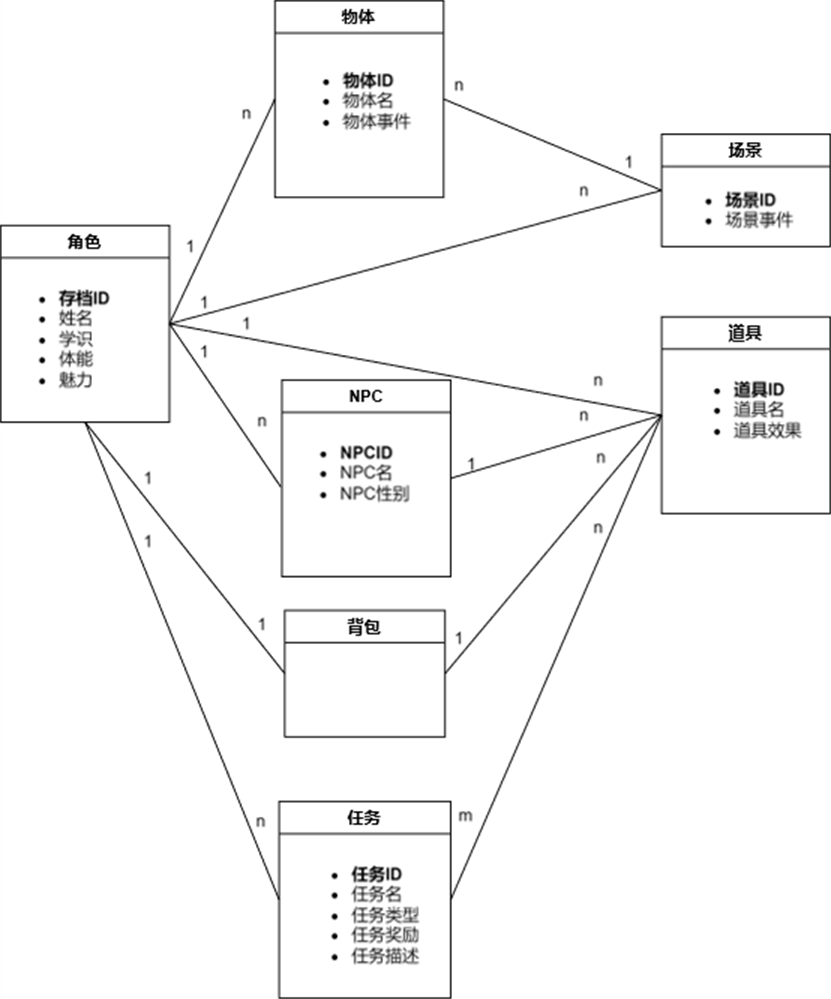 物体
物体ID
物体名
物体事件
n
n
1
n
场景
场景ID
场景事件
角色
存档ID
姓名
学识
体能
魅力
1
1
1
1
n
n
n
NPC
NPCID
NPC名
NPC性别
1
道具
道具ID
道具名
道具效果
n
n
1
1
1
1
背包
n
m
任务
任务ID
任务名
任务类型
任务奖励
任务描述